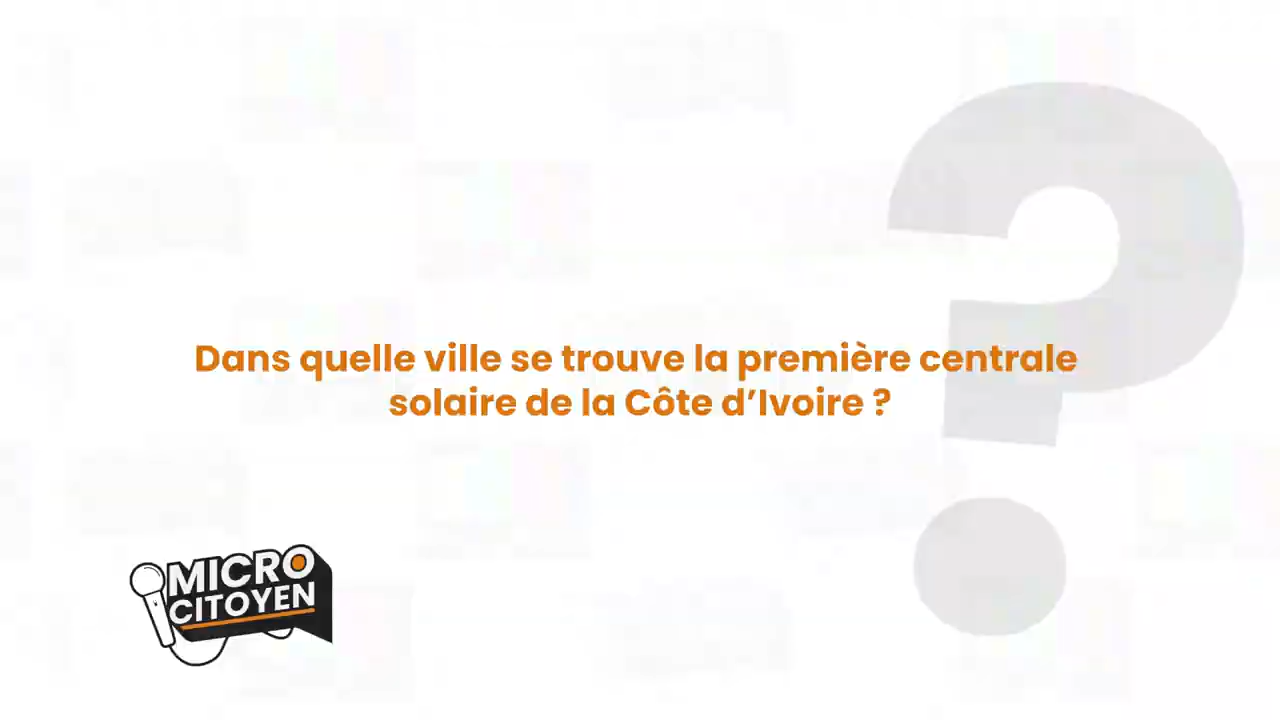 Dans quelle ville se trouve la première centrale
solaire de la Côte d’Ivoire ?
MICRO
CITOYEN